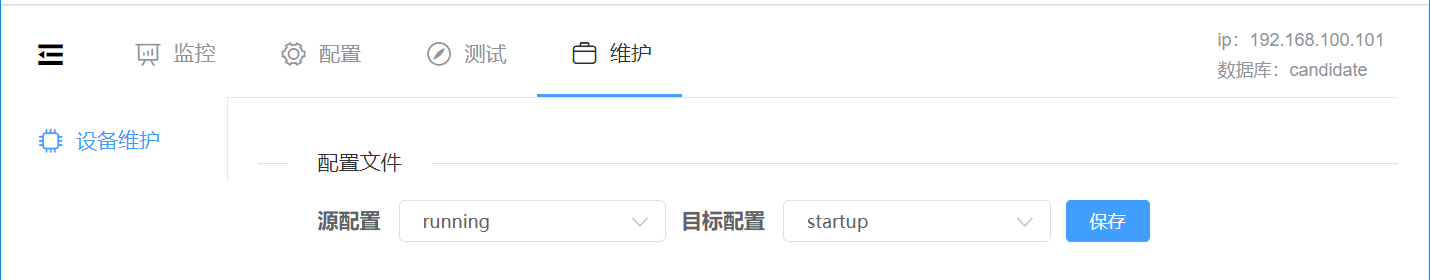 监控 配置 测试 维护
ip：192.168.100.101
数据库：candidate
设备维护
配置文件
源配置 running 目标配置 startup 保存